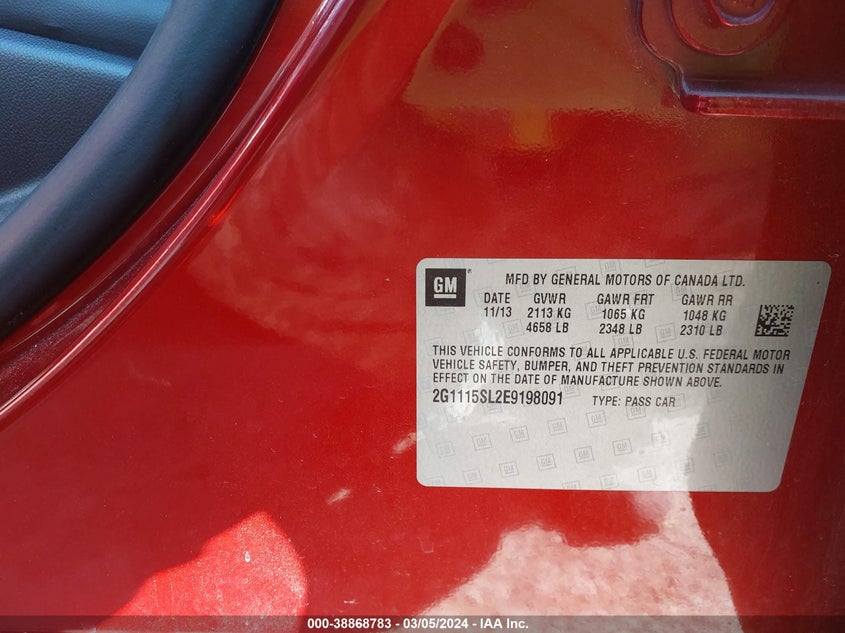 GM
MFD BY GENERAL MOTORS OF CANADA LTD.
DATE GVWR GAWR FRT GAWR RR
11/13 2113 KG 1065 KG 1048 KG
4658 LB 2348 LB 2310 LB
THIS VEHICLE CONFORMS TO ALL APPLICABLE U.S. FEDERAL MOTOR
VEHICLE SAFETY, BUMPER, AND THEFT PREVENTION STANDARDS IN
EFFECT ON THE DATE OF MANUFACTURE SHOWN ABOVE.
2G1115SL2E9198091 TYPE: PASS CAR
000-38868783 - 03/05/2024 - IAA Inc.